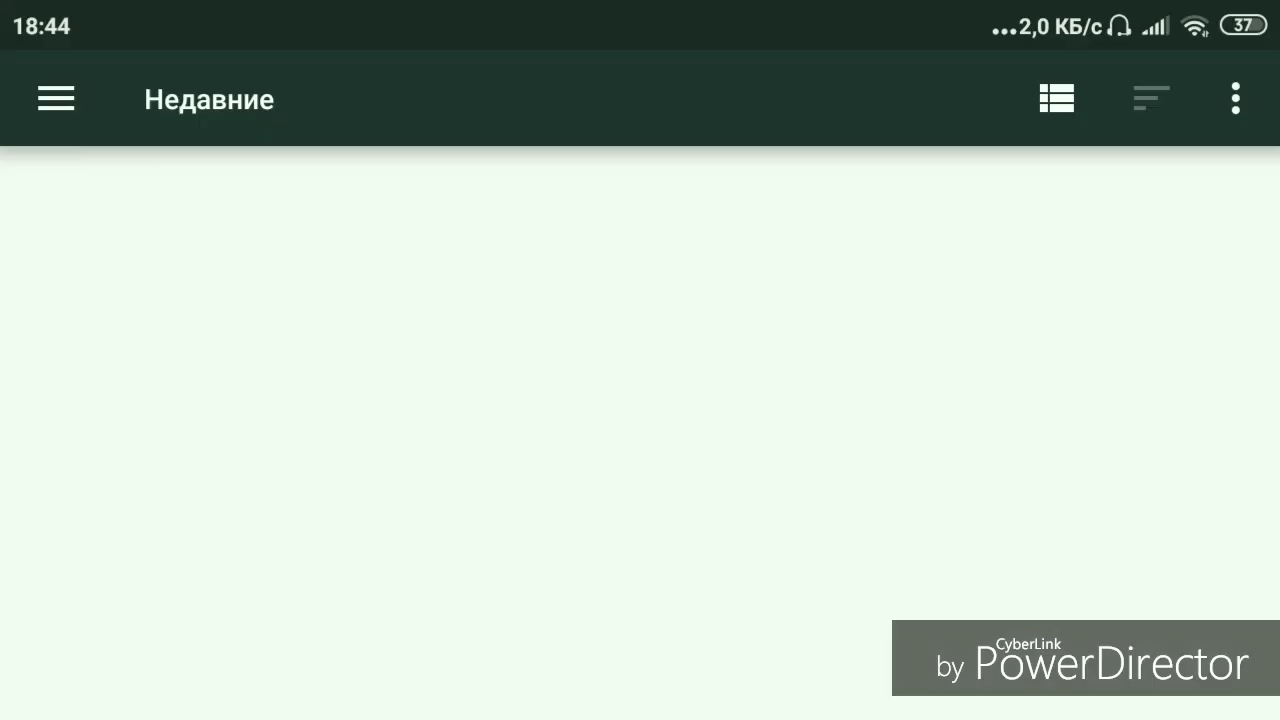 18:44
...2,0 КБ/с
37
Недавние
CyberLink
by PowerDirector